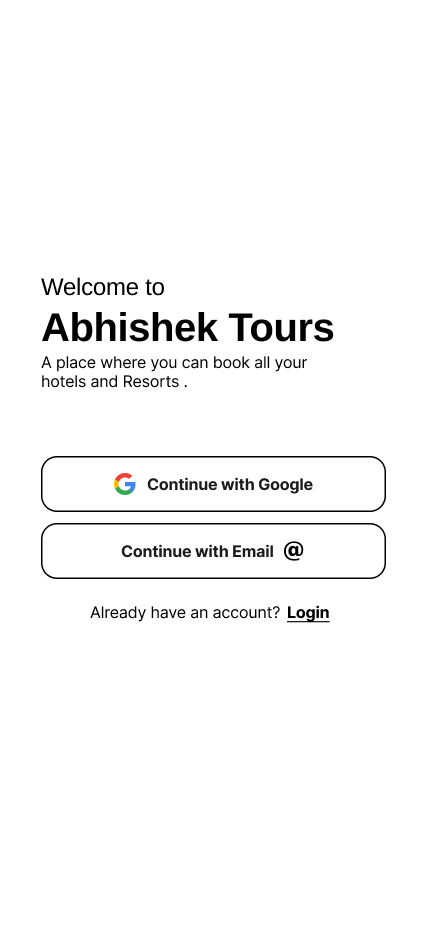 Welcome to
Abhishek Tours
A place where you can book all your
hotels and Resorts .
Continue with Google
Continue with Email @
Already have an account? Login